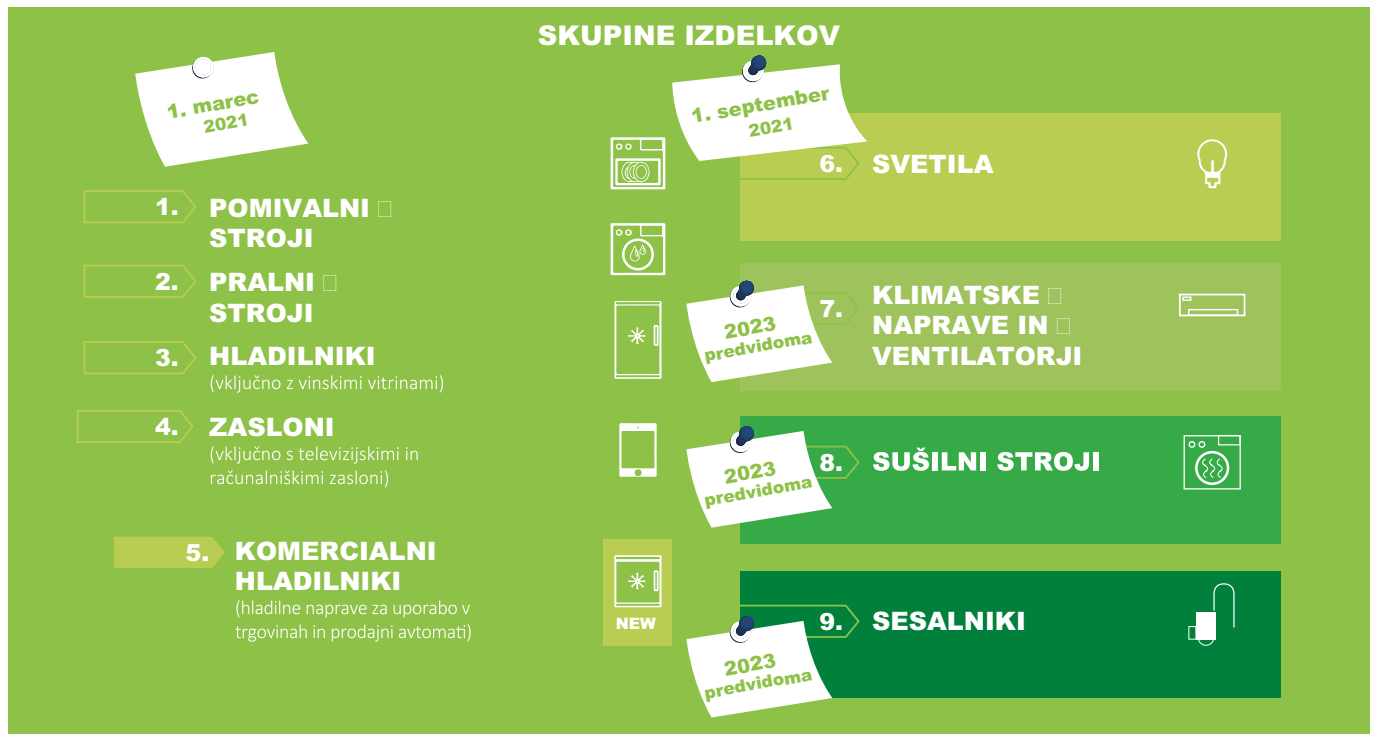 SKUPINE IZDELKOV
1. marec
2021
1. POMIVALNI
STROJI
2. PRALNI
STROJI
3. HLADILNIKI
(vključno z vinskimi vitrinami)
4. ZASLONI
(vključno s televizijskimi in
računalniškimi zasloni)
5. KOMERCIALNI
HLADILNIKI
(hladilne naprave za uporabo v
trgovinah in prodajni avtomati)
NEW
1. september
2021
6. SVETILA
2023
predvidoma
7. KLIMATSKE
NAPRAVE IN
VENTILATORJI
2023
predvidoma
8. SUŠILNI STROJI
2023
predvidoma
9. SESALNIKI